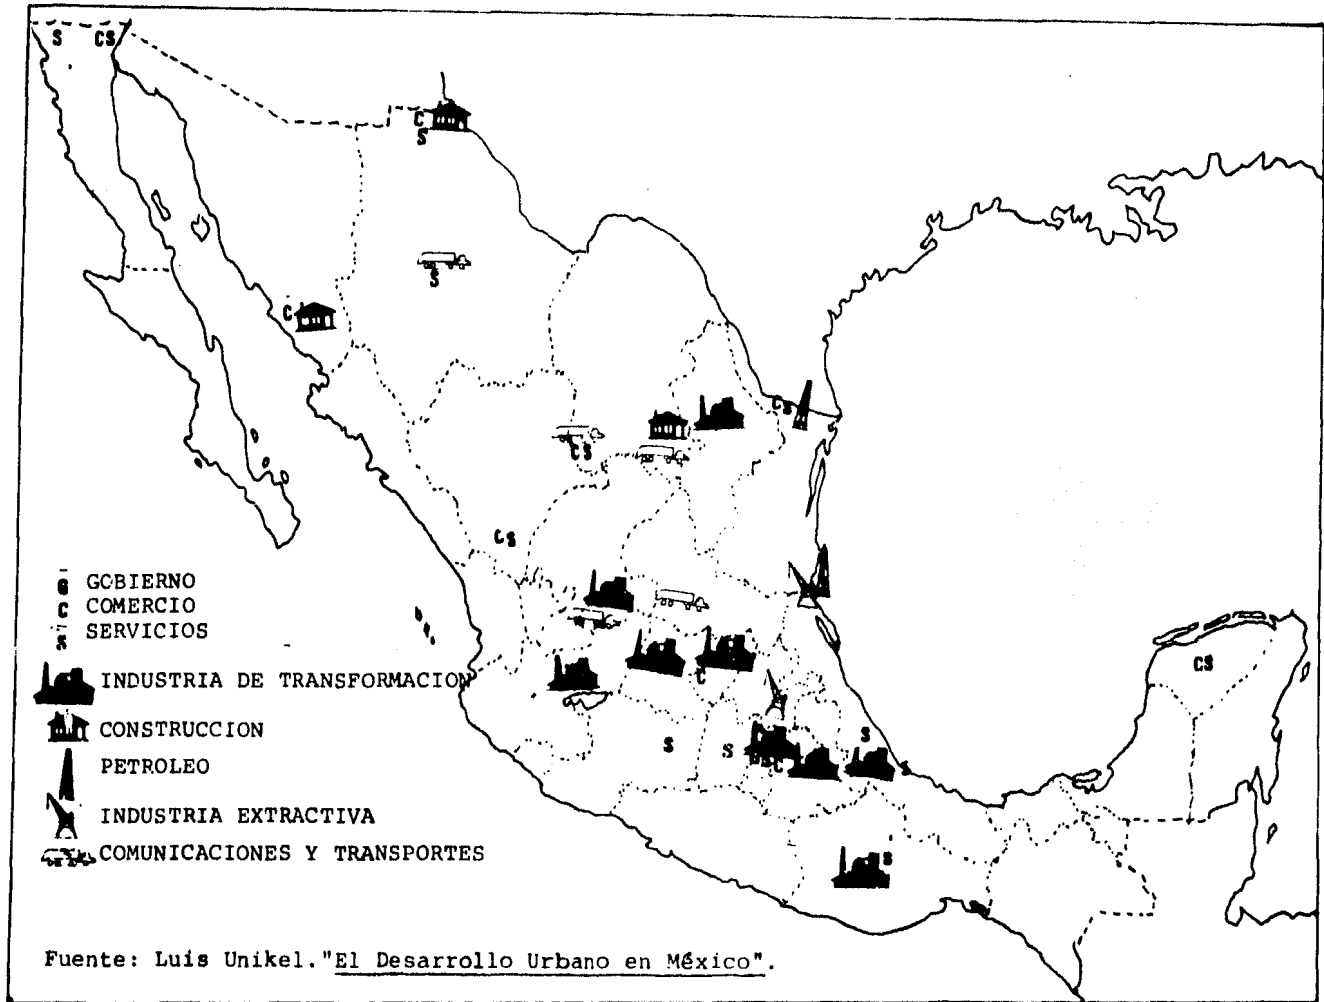 S CS
C
S
S
C
CS
CS
CS
G GOBIERNO
C COMERCIO
S SERVICIOS
C
CS
INDUSTRIA DE TRANSFORMACION
CONSTRUCCION
S
S
S
C
PETROLEO
INDUSTRIA EXTRACTIVA
COMUNICACIONES Y TRANSPORTES
S
Fuente: Luis Unikel."El Desarrollo Urbano en México".